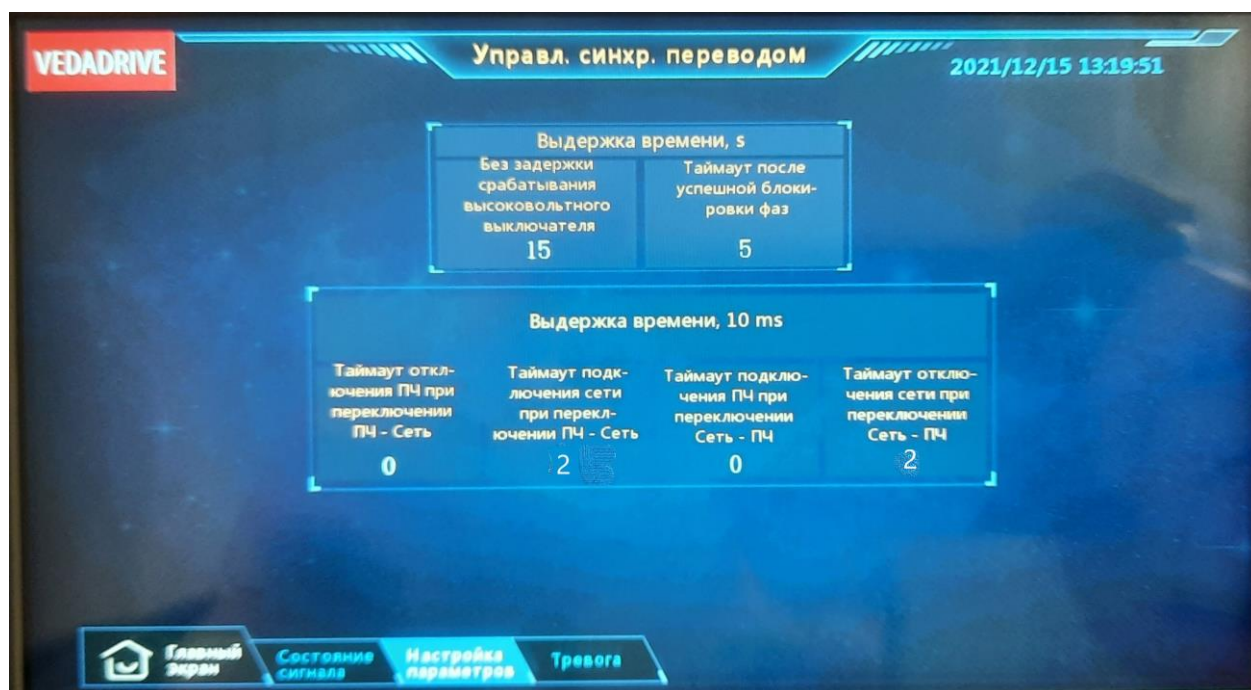 VEDADRIVE
Управл. синхр. переводом
2021/12/15 13:19:51
Выдержка времени, s
Без задержки
срабатывания
высоковольтного
выключателя
15
Таймаут после
успешной блоки-
ровки фаз
5
Выдержка времени, 10 ms
Таймаут откл-
ючения ПЧ при
переключении
ПЧ - Сеть
0
Таймаут подк-
лючения сети
при перекл-
ючении ПЧ - Сеть
2
Таймаут подклю-
чения ПЧ при
переключении
Сеть - ПЧ
0
Таймаут отклю-
чения сети при
переключении
Сеть - ПЧ
2
Главный
экран
Состояние
сигнала
Настройка
параметров
Тревога